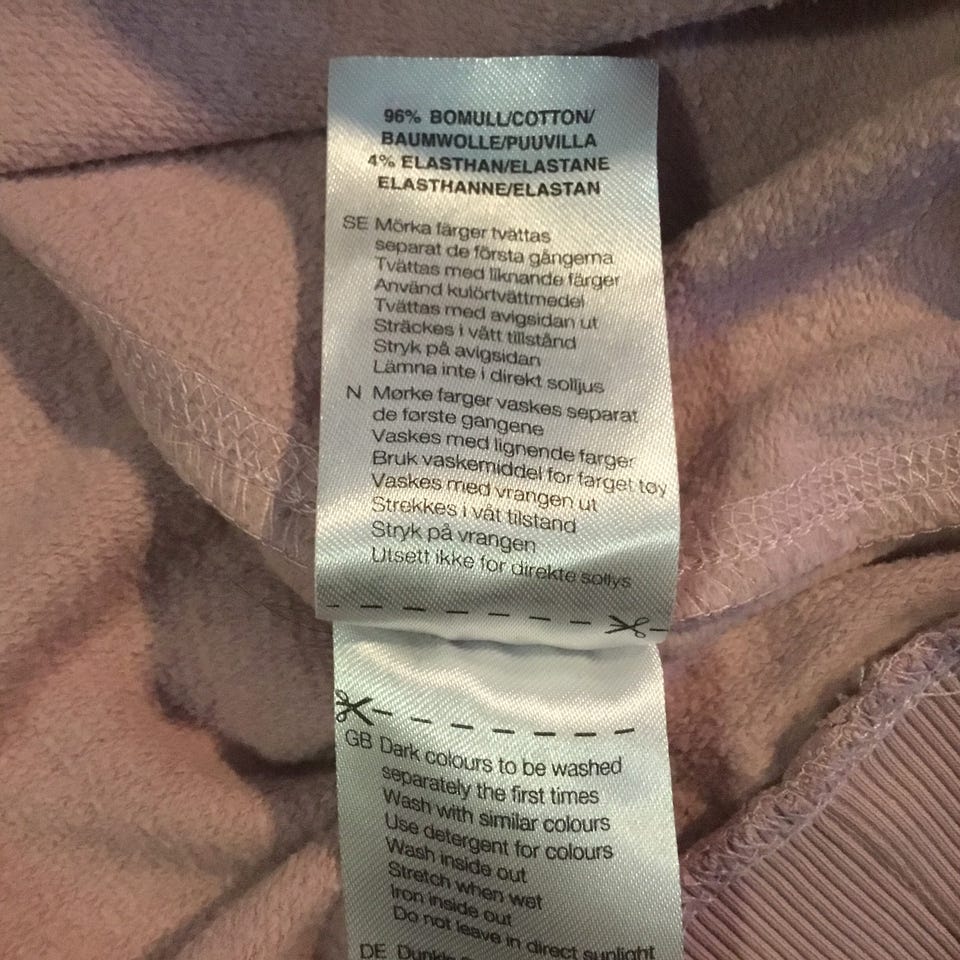 96% BOMULL/COTTON/
BAUMWOLLE/PUUVILLA
4% ELASTHAN/ELASTANE
ELASTHANNE/ELASTAN
SE Mörka färger tvättas
separat de första gångerna
Tvättas med liknande färger
Använd kulörtvättmedel
Tvättas med avigsidan ut
Sträckes i vått tillstånd
Stryk på avigsidan
Lämna inte i direkt solljus
N Mørke farger vaskes separat
de første gangene
Vaskes med lignende farger
Bruk vaskemiddel for farget tøy
Vaskes med vrangen ut
Strekkes i våt tilstand
Stryk på vrangen
Utsett ikke for direkte sollys
GB Dark colours to be washed
separately the first times
Wash with similar colours
Use detergent for colours
Wash inside out
Stretch when wet
Iron inside out
Do not leave in direct sunlight
DE